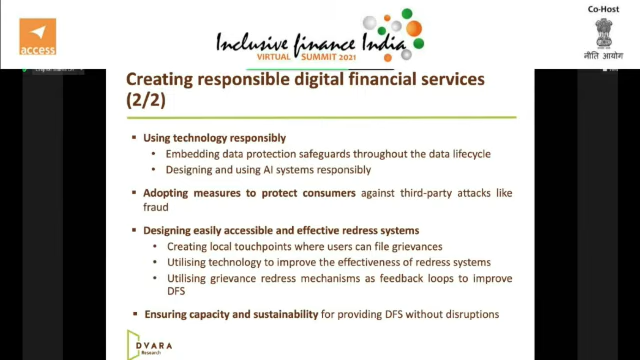 Co-Host
access
Inclusive finance India
VIRTUAL SUMMIT 2021
नीति आयोग
Creating responsible digital financial services
(2/2)
▪ Using technology responsibly
• Embedding data protection safeguards throughout the data lifecycle
• Designing and using AI systems responsibly
▪ Adopting measures to protect consumers against third-party attacks like
fraud
▪ Designing easily accessible and effective redress systems
• Creating local touchpoints where users can file grievances
• Utilising technology to improve the effectiveness of redress systems
• Utilising grievance redress mechanisms as feedback loops to improve
DFS
▪ Ensuring capacity and sustainability for providing DFS without disruptions
DVARA
Research